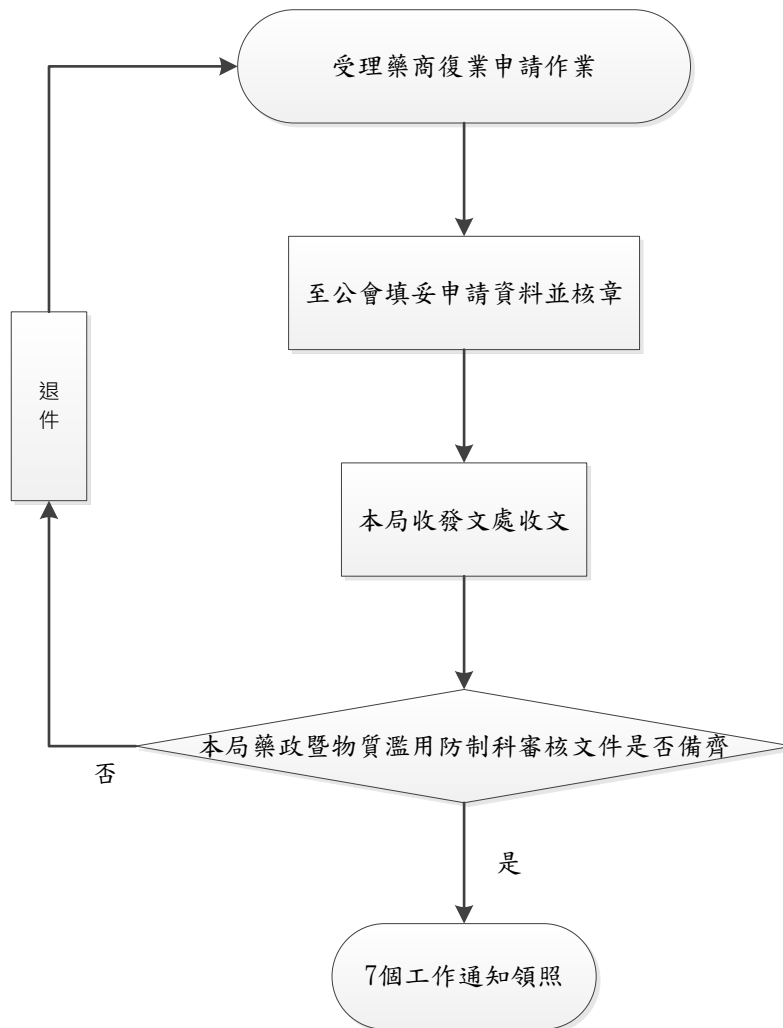 受理藥商復業申請作業
至公會填妥申請資料並核章
退
件
本局收發文處收文
本局藥政暨物質濫用防制科審核文件是否備齊
否
是
7個工作通知領照